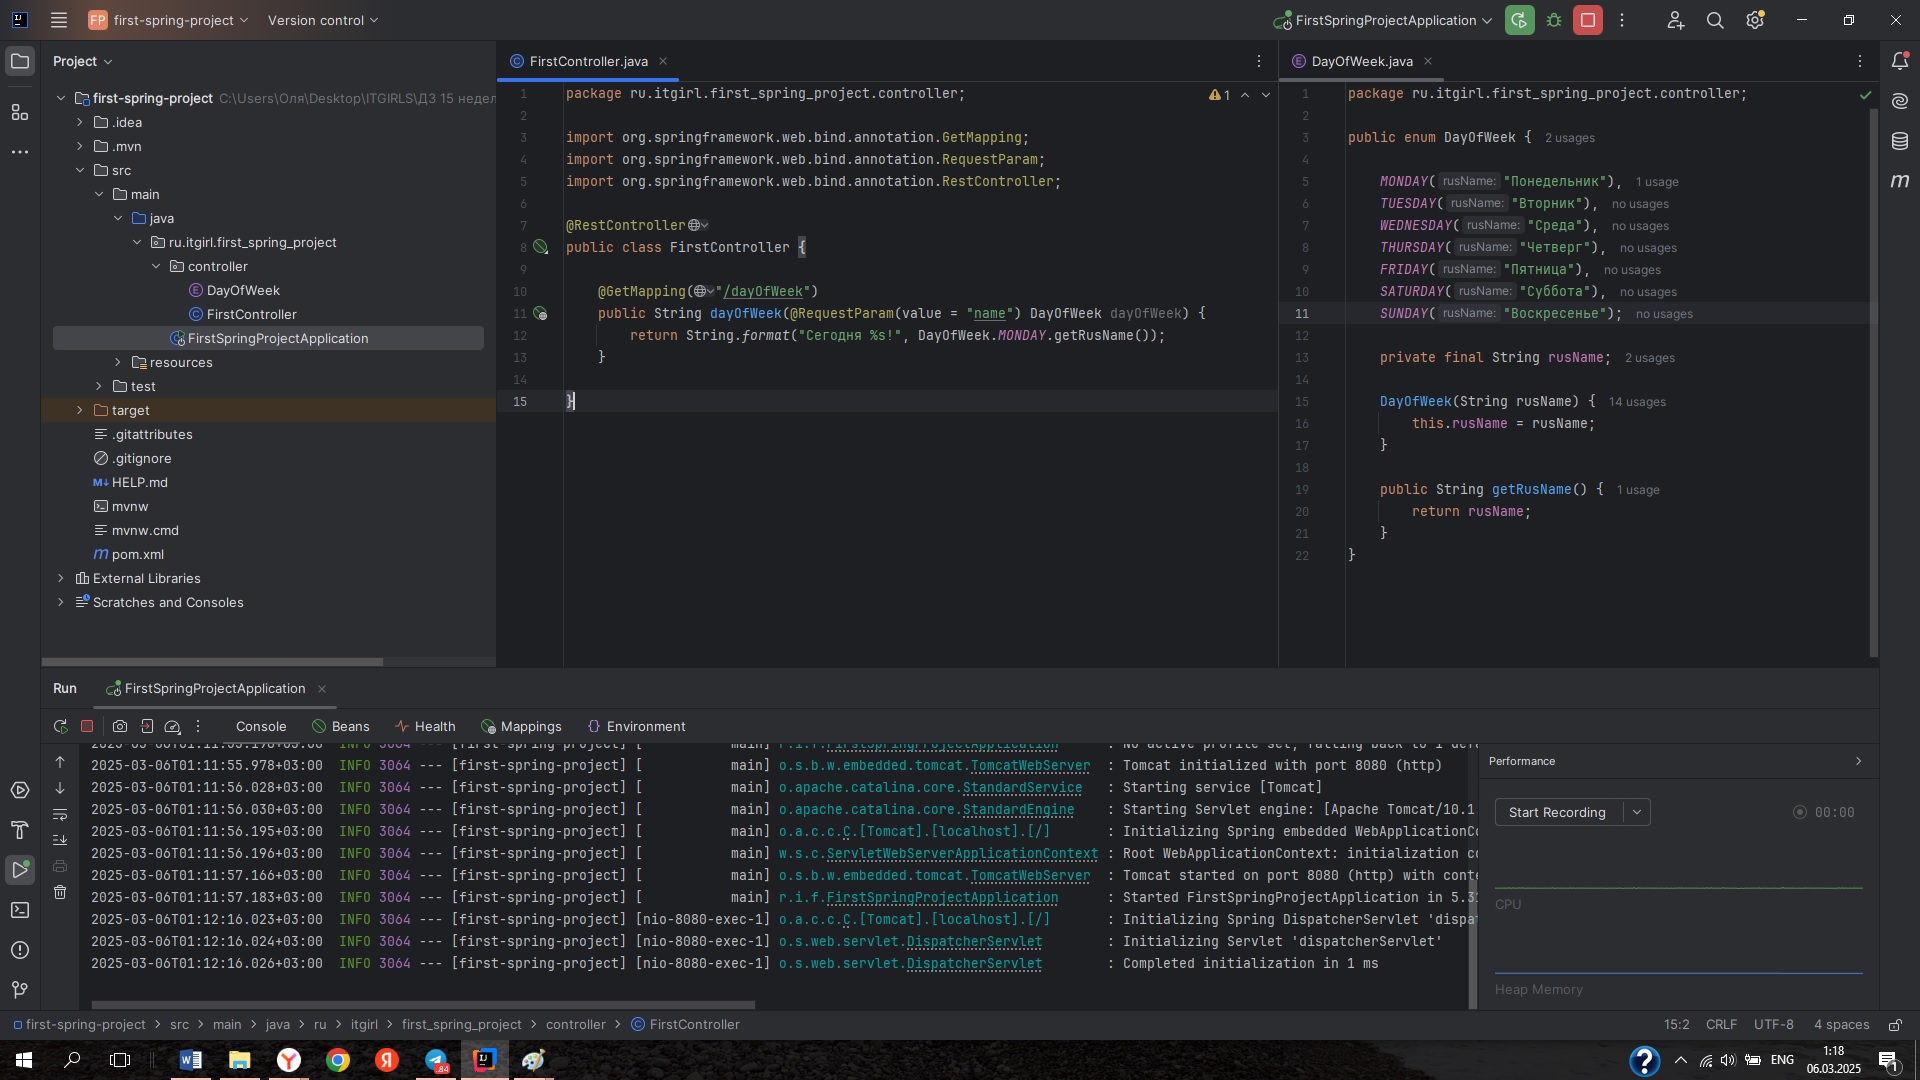 FP first-spring-project Version control FirstSpringProjectApplication
Project
first-spring-project C:\Users\Оля\Desktop\ITGIRLS\ДЗ 15 недел
.idea
.mvn
src
main
java
ru.itgirl.first_spring_project
controller
DayOfWeek
FirstController
FirstSpringProjectApplication
resources
test
target
.gitattributes
.gitignore
HELP.md
mvnw
mvnw.cmd
pom.xml
External Libraries
Scratches and Consoles
FirstController.java
1 package ru.itgirl.first_spring_project.controller;
1
2
3 import org.springframework.web.bind.annotation.GetMapping;
4 import org.springframework.web.bind.annotation.RequestParam;
5 import org.springframework.web.bind.annotation.RestController;
6
7 @RestController
8 public class FirstController {
9
10 @GetMapping("/dayOfWeek")
11 public String dayOfWeek(@RequestParam(value = "name") DayOfWeek dayOfWeek) {
12 return String.format("Сегодня %s!", DayOfWeek.MONDAY.getRusName());
13 }
14
15 }
DayOfWeek.java
1 package ru.itgirl.first_spring_project.controller;
2
3 public enum DayOfWeek { 2 usages
4
5 MONDAY( rusName: "Понедельник"), 1 usage
6 TUESDAY( rusName: "Вторник"), no usages
7 WEDNESDAY( rusName: "Среда"), no usages
8 THURSDAY( rusName: "Четверг"), no usages
9 FRIDAY( rusName: "Пятница"), no usages
10 SATURDAY( rusName: "Суббота"), no usages
11 SUNDAY( rusName: "Воскресенье"); no usages
12
13 private final String rusName; 2 usages
14
15 DayOfWeek(String rusName) { 14 usages
16 this.rusName = rusName;
17 }
18
19 public String getRusName() { 1 usage
20 return rusName;
21 }
22 }
Run FirstSpringProjectApplication
Console Beans Health Mappings Environment
INFO 3064 --- [first-spring-project] [ main] r.i.f.FirstSpringProjectApplication : No active profile set, falling back to 1
2025-03-06T01:11:55.978+03:00 INFO 3064 --- [first-spring-project] [ main] o.s.b.w.embedded.tomcat.TomcatWebServer : Tomcat initialized with port 8080 (http)
2025-03-06T01:11:56.028+03:00 INFO 3064 --- [first-spring-project] [ main] o.apache.catalina.core.StandardService : Starting service [Tomcat]
2025-03-06T01:11:56.030+03:00 INFO 3064 --- [first-spring-project] [ main] o.apache.catalina.core.StandardEngine : Starting Servlet engine: [Apache Tomcat/10.1
2025-03-06T01:11:56.195+03:00 INFO 3064 --- [first-spring-project] [ main] o.a.c.c.C.[Tomcat].[localhost].[/] : Initializing Spring embedded WebApplicationCo
2025-03-06T01:11:56.196+03:00 INFO 3064 --- [first-spring-project] [ main] w.s.c.ServletWebServerApplicationContext : Root WebApplicationContext: initialization co
2025-03-06T01:11:57.166+03:00 INFO 3064 --- [first-spring-project] [ main] o.s.b.w.embedded.tomcat.TomcatWebServer : Tomcat started on port 8080 (http) with conte
2025-03-06T01:11:57.183+03:00 INFO 3064 --- [first-spring-project] [ main] r.i.f.FirstSpringProjectApplication : Started FirstSpringProjectApplication in 5.3
2025-03-06T01:12:16.023+03:00 INFO 3064 --- [first-spring-project] [nio-8080-exec-1] o.a.c.c.C.[Tomcat].[localhost].[/] : Initializing Spring DispatcherServlet 'dispa
2025-03-06T01:12:16.024+03:00 INFO 3064 --- [first-spring-project] [nio-8080-exec-1] o.s.web.servlet.DispatcherServlet : Initializing Servlet 'dispatcherServlet'
2025-03-06T01:12:16.026+03:00 INFO 3064 --- [first-spring-project] [nio-8080-exec-1] o.s.web.servlet.DispatcherServlet : Completed initialization in 1 ms
Performance
Start Recording 00:00
CPU
Heap Memory
first-spring-project > src > main > java > ru > itgirl > first_spring_project > controller > FirstController 15:2 CRLF UTF-8 4 spaces
84
ENG
1:18
06.03.2025
1